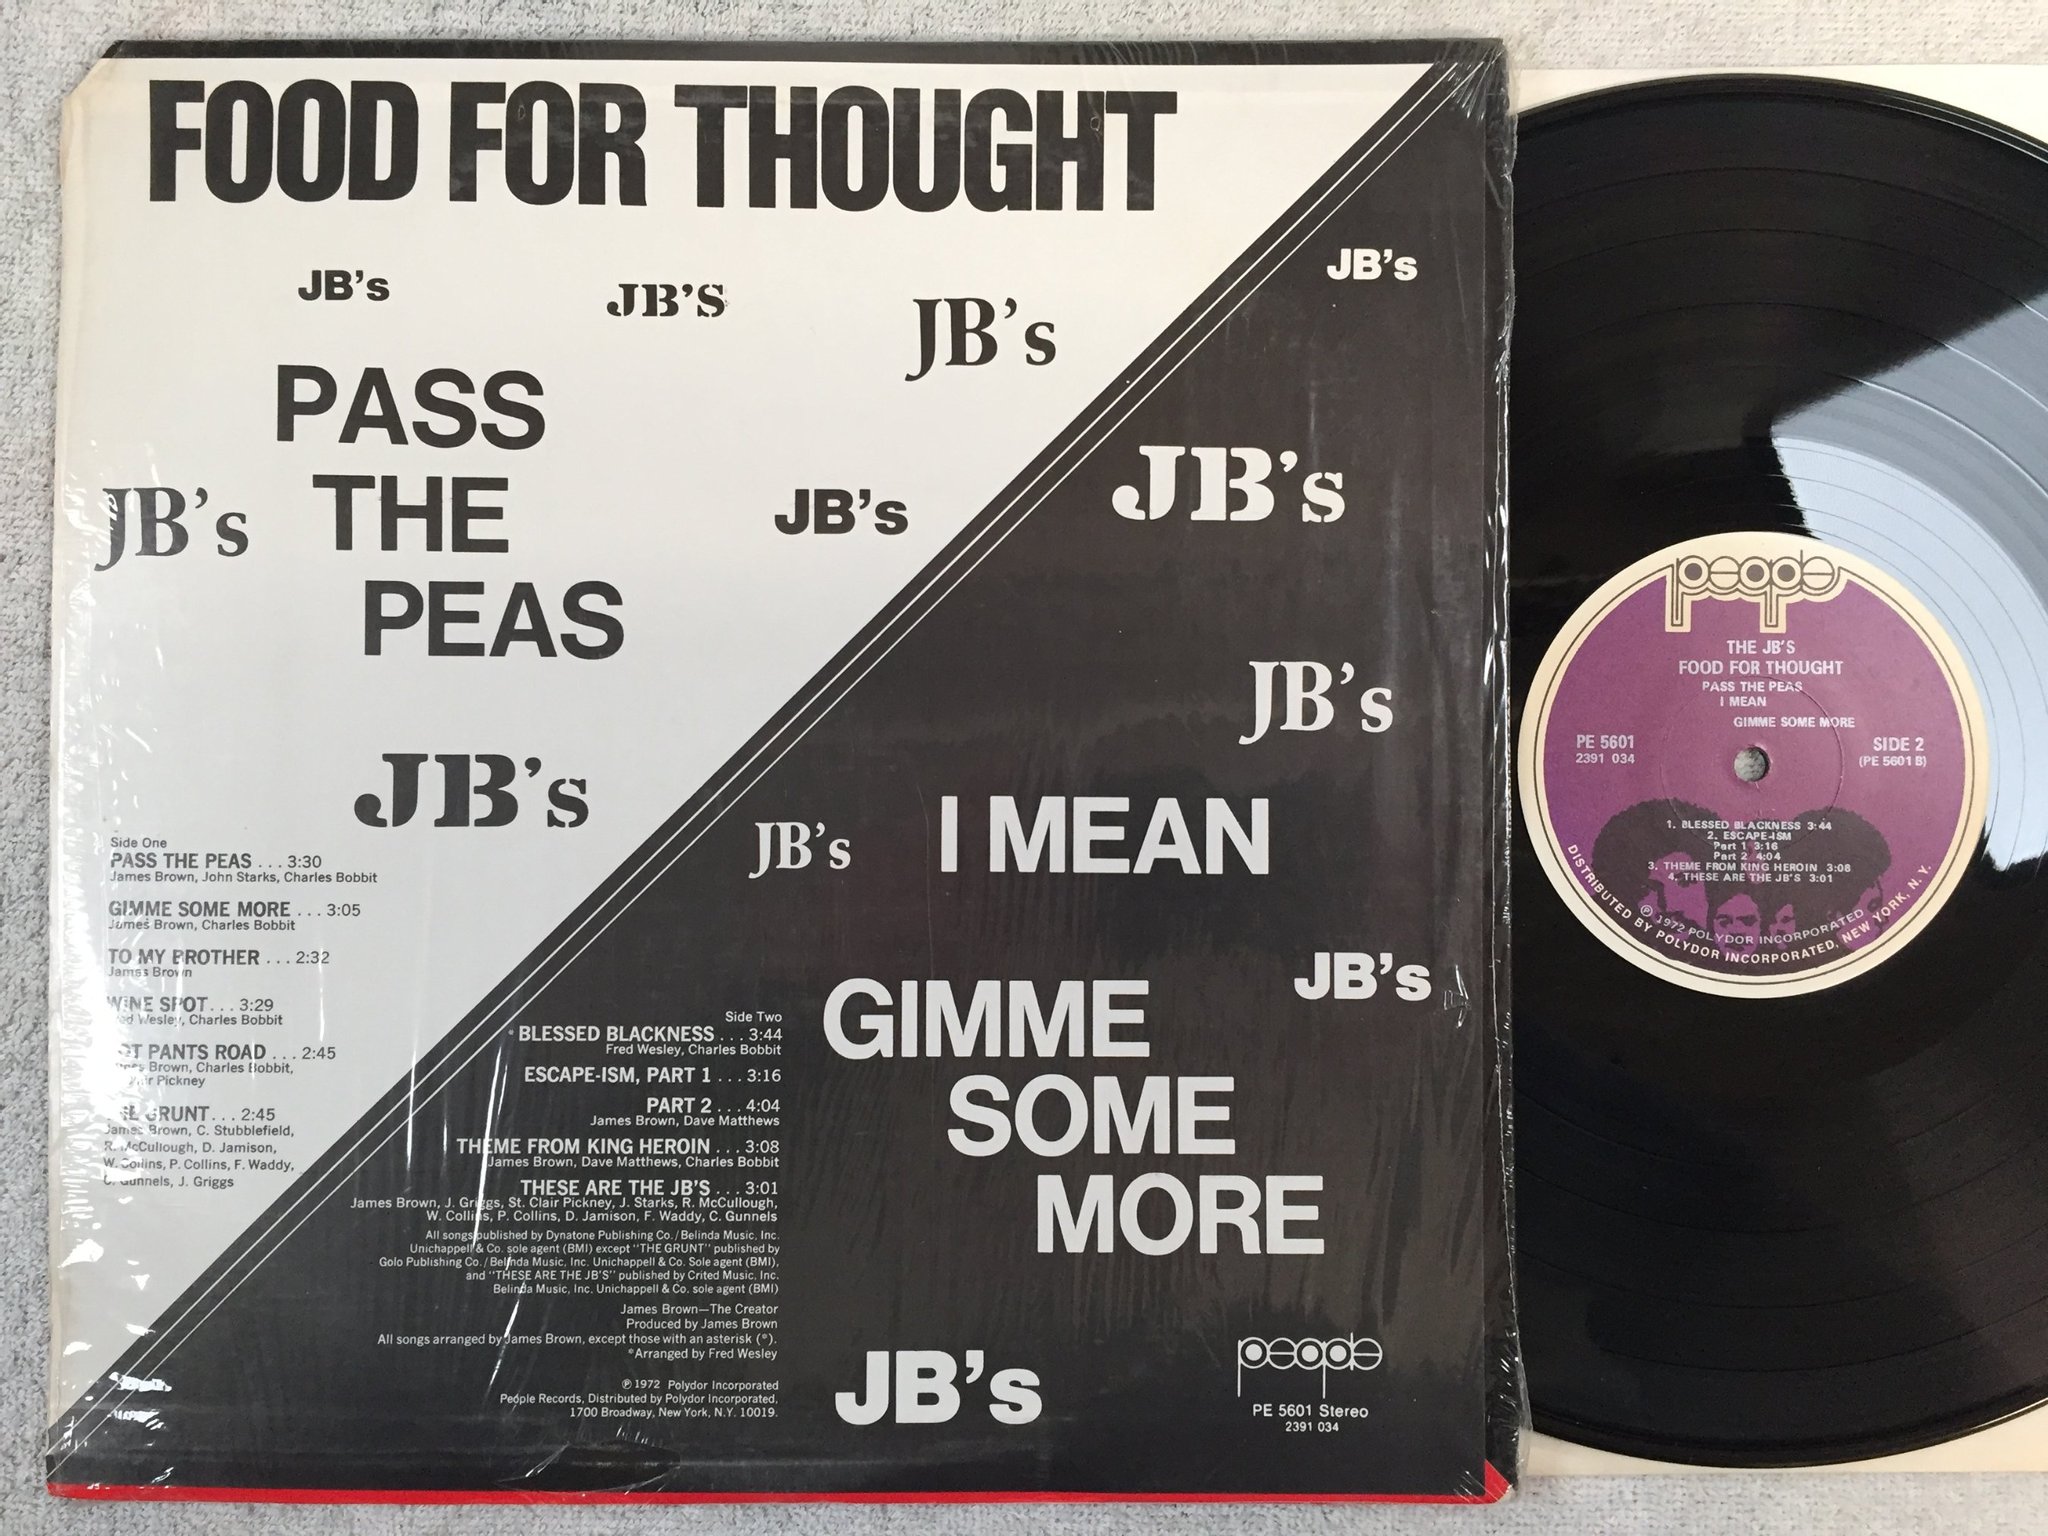 FOOD FOR THOUGHT
JB's
JB'S
JB's
JB's
PASS
THE
PEAS
JB's
JB's
JB's
JB's
JB's
JB's
I MEAN
GIMME
SOME
MORE
JB's
JB's
Side One
PASS THE PEAS . . . 3:30
James Brown, John Starks, Charles Bobbit
GIMME SOME MORE . . . 3:05
James Brown, Charles Bobbit
TO MY BROTHER . . . 2:32
James Brown
WINE SPOT . . . 3:29
Fred Wesley, Charles Bobbit
PANTS ROAD . . . 2:45
Brown, Charles Bobbit,
Pickney
GRUNT . . . 2:45
James Brown, C. Stubblefield,
R. McCullough, D. Jamison,
W. Collins, P. Collins, F. Waddy,
C. Gunnels, J. Griggs
Side Two
* BLESSED BLACKNESS . . . 3:44
Fred Wesley, Charles Bobbit
ESCAPE-ISM, PART 1 . . . 3:16
PART 2 . . . 4:04
James Brown, Dave Matthews
THEME FROM KING HEROIN . . . 3:08
James Brown, Dave Matthews, Charles Bobbit
THESE ARE THE JB'S . . . 3:01
James Brown, J. Griggs, St. Clair Pickney, J. Starks, R. McCullough,
W. Collins, P. Collins, D. Jamison, F. Waddy, C. Gunnels
All songs published by Dynatone Publishing Co./Belinda Music, Inc.
Unichappell & Co. sole agent (BMI) except "THE GRUNT" published by
Golo Publishing Co./Belinda Music, Inc. Unichappell & Co. Sole agent (BMI),
and "THESE ARE THE JB'S" published by Crited Music, Inc.
Belinda Music, Inc. Unichappell & Co. sole agent (BMI)
James Brown—The Creator
Produced by James Brown
All songs arranged by James Brown, except those with an asterisk (*).
*Arranged by Fred Wesley
℗ 1972 Polydor Incorporated
People Records, Distributed by Polydor Incorporated,
1700 Broadway, New York, N.Y. 10019.
people
PE 5601 Stereo
2391 034
people
THE JB'S
FOOD FOR THOUGHT
PASS THE PEAS
I MEAN
GIMME SOME MORE
PE 5601
2391 034
SIDE 2
(PE 5601 B)
1. BLESSED BLACKNESS 3:44
2. ESCAPE-ISM
Part 1 3:16
Part 2 4:04
3. THEME FROM KING HEROIN 3:08
4. THESE ARE THE JB'S 3:01
℗ 1972 POLYDOR INCORPORATED
DISTRIBUTED BY POLYDOR INCORPORATED, NEW YORK, N.Y.